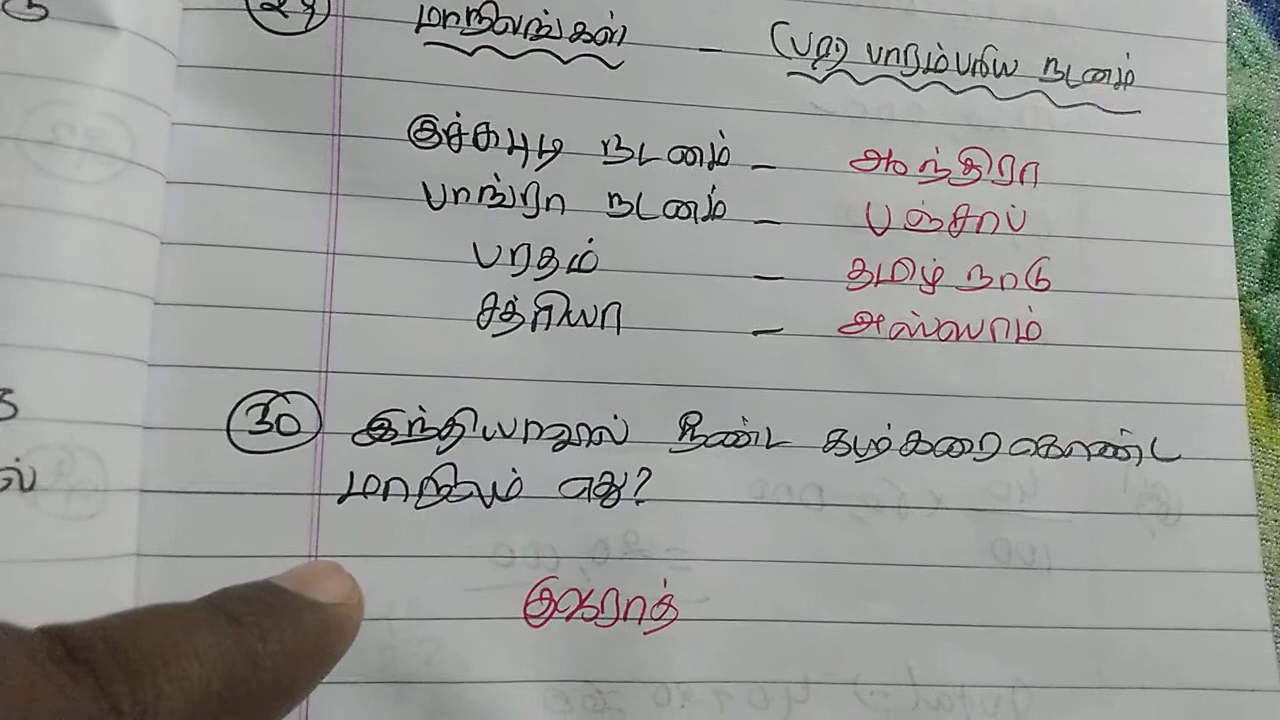 29 மாநிலங்கள் - (பற) பாரம்பரிய நடனம்
குச்சுபுடி நடனம் - ஆந்திரா
பாங்ரா நடனம் - பஞ்சாப்
பரதம் - தமிழ் நாடு
சத்ரியா - அஸ்ஸாம்
30 இந்தியாவில் நீண்ட கடற்கரைகொண்ட
மாநிலம் எது?
குஜராத்